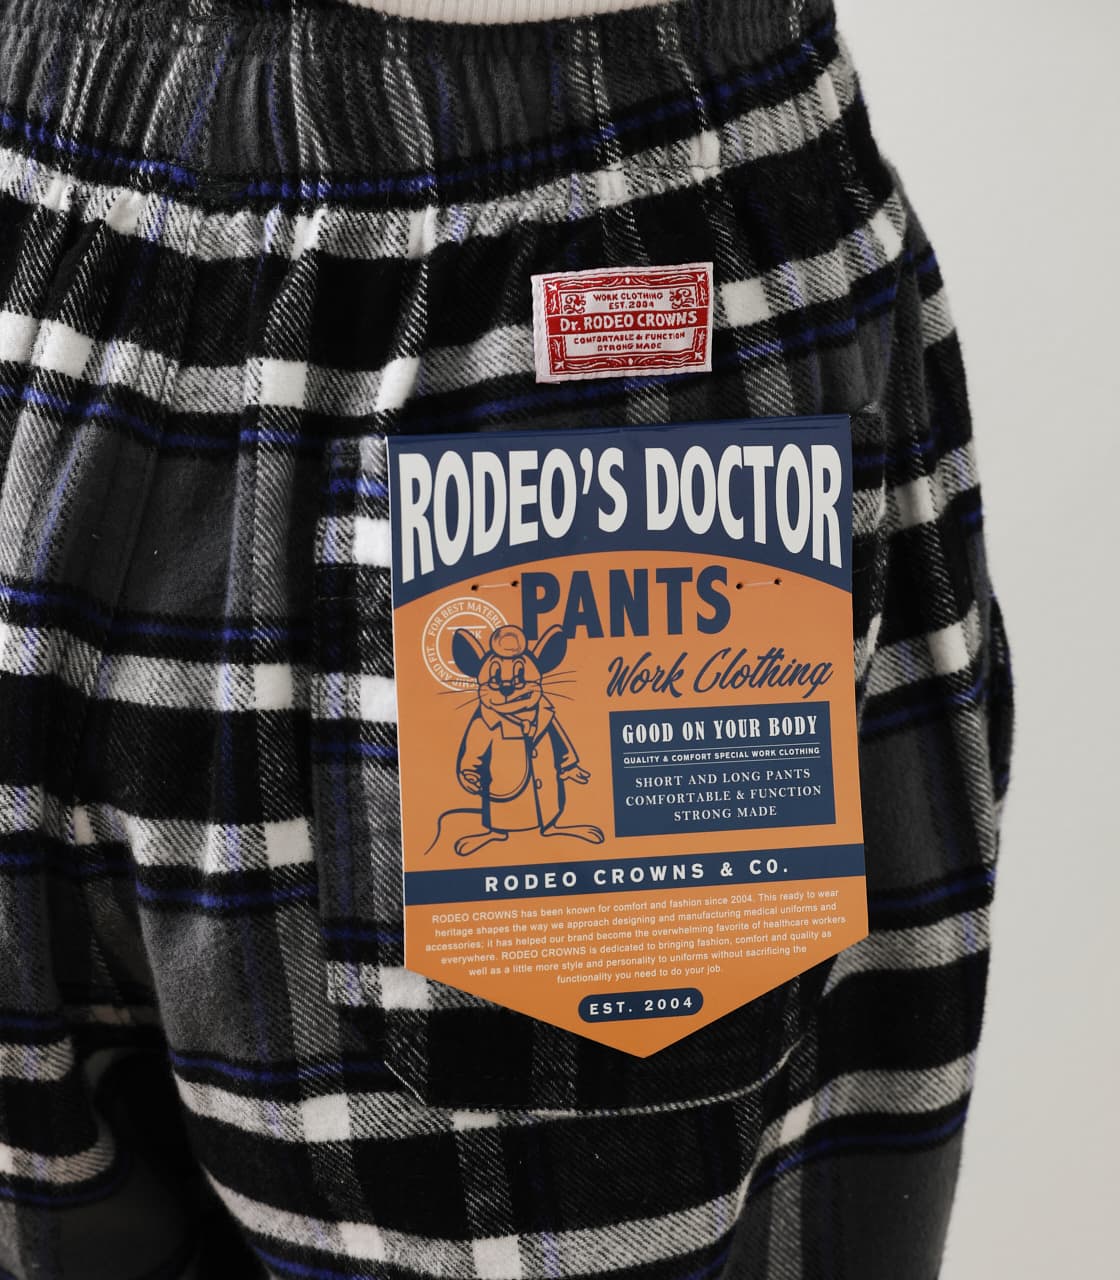 WORK CLOTHING
EST.2004
Dr. RODEO CROWNS
COMFORTABLE & FUNCTION
STRONG MADE
RODEO'S DOCTOR
PANTS
FOR BEST MATER
AND FIT.
Work Clothing
GOOD ON YOUR BODY
QUALITY & COMFORT SPECIAL WORK CLOTHING
SHORT AND LONG PANTS
COMFORTABLE & FUNCTION
STRONG MADE
RODEO CROWNS & CO.
RODEO CROWNS has been known for comfort and fashion since 2004. This ready to wear
heritage shapes the way we approach designing and manufacturing medical uniforms and
accessories; it has helped our brand become the overwhelming favorite of healthcare workers
everywhere. RODEO CROWNS is dedicated to bringing fashion, comfort and quality as
well as a little more style and personality to uniforms without sacrificing the
functionality you need to do your job.
EST. 2004